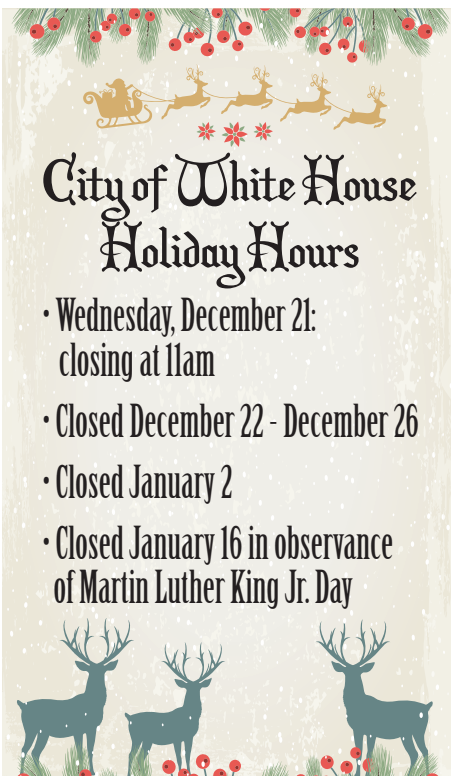 City of White House
Holiday Hours
• Wednesday, December 21:
closing at 11am
• Closed December 22 - December 26
• Closed January 2
• Closed January 16 in observance
of Martin Luther King Jr. Day